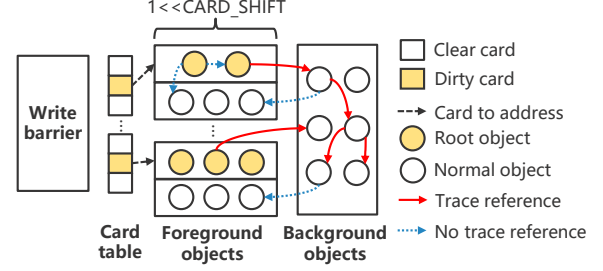 1<<CARD_SHIFT
Write
barrier
Card
table
Foreground
objects
Background
objects
Clear card
Dirty card
Card to address
Root object
Normal object
Trace reference
No trace reference